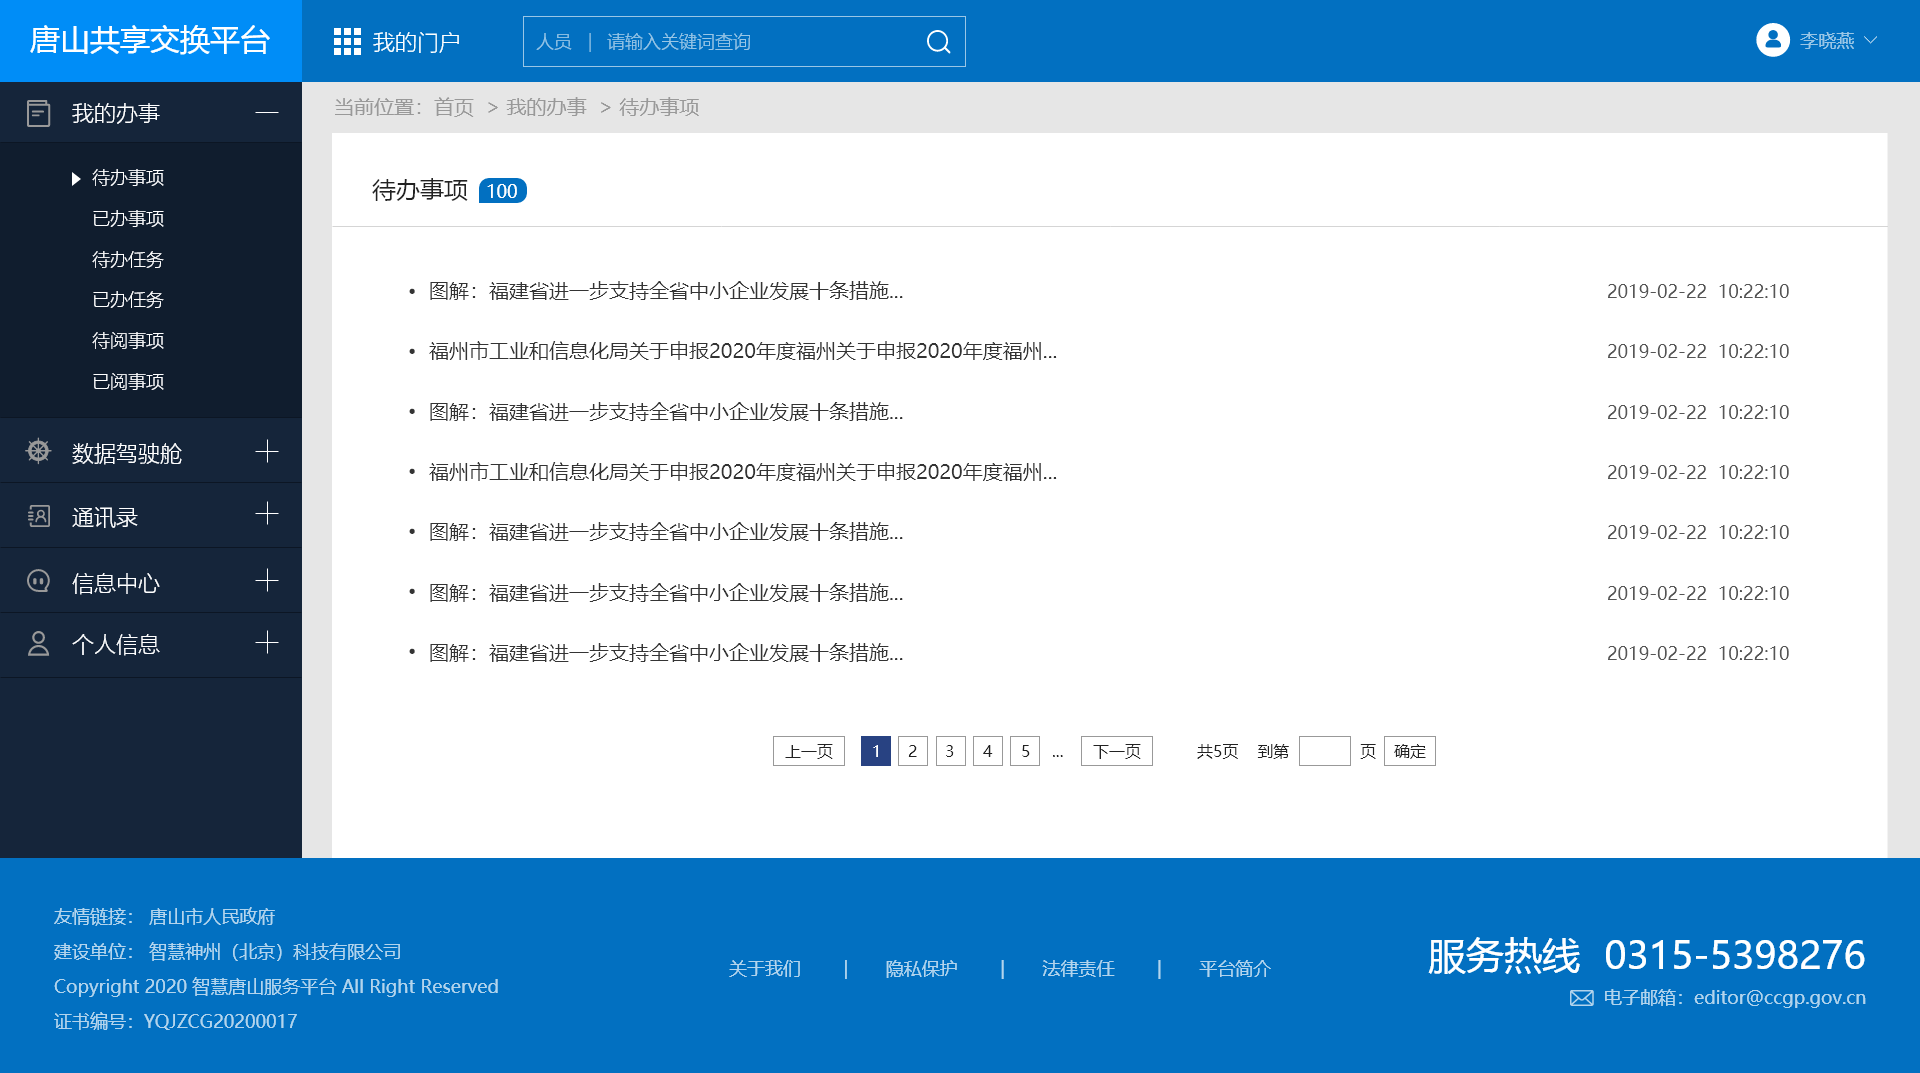 唐山共享交换平台
我的门户
人员 | 请输入关键词查询
李晓燕
当前位置：首页 > 我的办事 > 待办事项
我的办事
待办事项
已办事项
待办任务
已办任务
待阅事项
已阅事项
数据驾驶舱
通讯录
信息中心
个人信息
待办事项 100
• 图解：福建省进一步支持全省中小企业发展十条措施... 2019-02-22 10:22:10
• 福州市工业和信息化局关于申报2020年度福州关于申报2020年度福州... 2019-02-22 10:22:10
• 图解：福建省进一步支持全省中小企业发展十条措施... 2019-02-22 10:22:10
• 福州市工业和信息化局关于申报2020年度福州关于申报2020年度福州... 2019-02-22 10:22:10
• 图解：福建省进一步支持全省中小企业发展十条措施... 2019-02-22 10:22:10
• 图解：福建省进一步支持全省中小企业发展十条措施... 2019-02-22 10:22:10
• 图解：福建省进一步支持全省中小企业发展十条措施... 2019-02-22 10:22:10
上一页 1 2 3 4 5 ... 下一页 共5页 到第 页 确定
友情链接： 唐山市人民政府
建设单位： 智慧神州（北京）科技有限公司
Copyright 2020 智慧唐山服务平台 All Right Reserved
证书编号：YQJZCG20200017
关于我们 | 隐私保护 | 法律责任 | 平台简介
服务热线 0315-5398276
电子邮箱：editor@ccgp.gov.cn